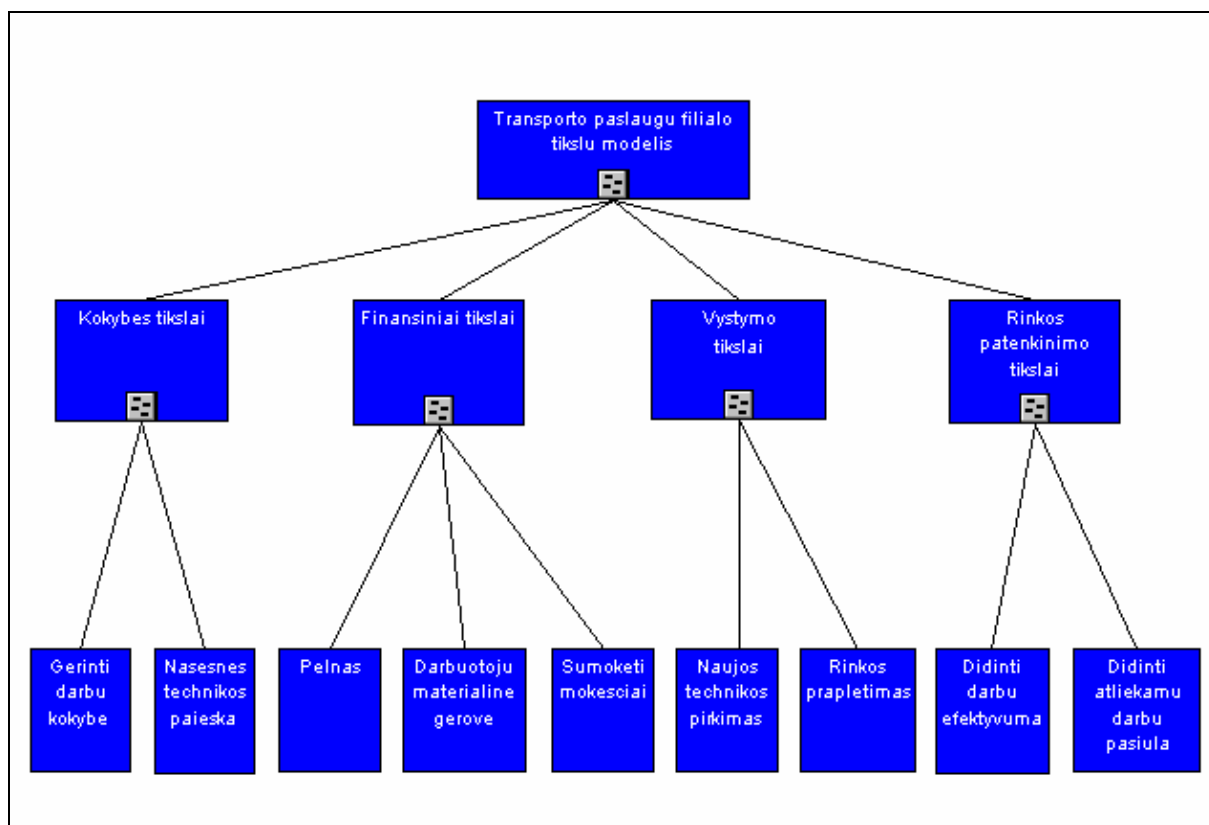 Transporto paslaugu filialo
tikslu modelis
Kokybes tikslai
Finansiniai tikslai
Vystymo
tikslai
Rinkos
patenkinimo
tikslai
Gerinti
darbu
kokybe
Nasesnes
technikos
paieska
Pelnas
Darbuotoju
materialine
gerove
Sumoketi
mokesciai
Naujos
technikos
pirkimas
Rinkos
prapletimas
Didinti
darbu
efektyvuma
Didinti
atliekamu
darbu
pasiula